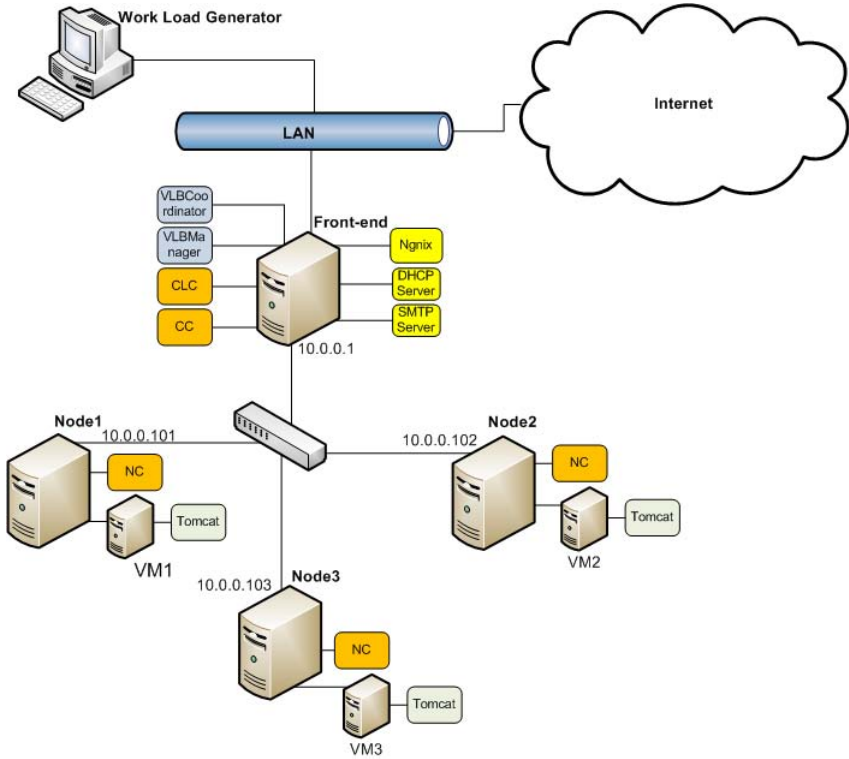 Work Load Generator
Internet
LAN
VLBCoo
rdinator
Front-end
VLBMa
nager
Ngnix
CLC
DHCP
Server
CC
SMTP
Server
10.0.0.1
Node1
10.0.0.101
Node2
10.0.0.102
NC
NC
Tomcat
Tomcat
VM1
VM2
Node3
10.0.0.103
NC
Tomcat
VM3